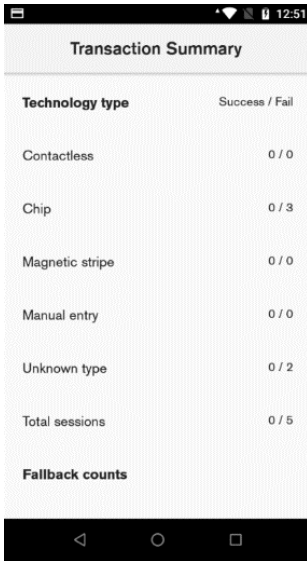 12:51
Transaction Summary
Technology type Success / Fail
Contactless 0 / 0
Chip 0 / 3
Magnetic stripe 0 / 0
Manual entry 0 / 0
Unknown type 0 / 2
Total sessions 0 / 5
Fallback counts